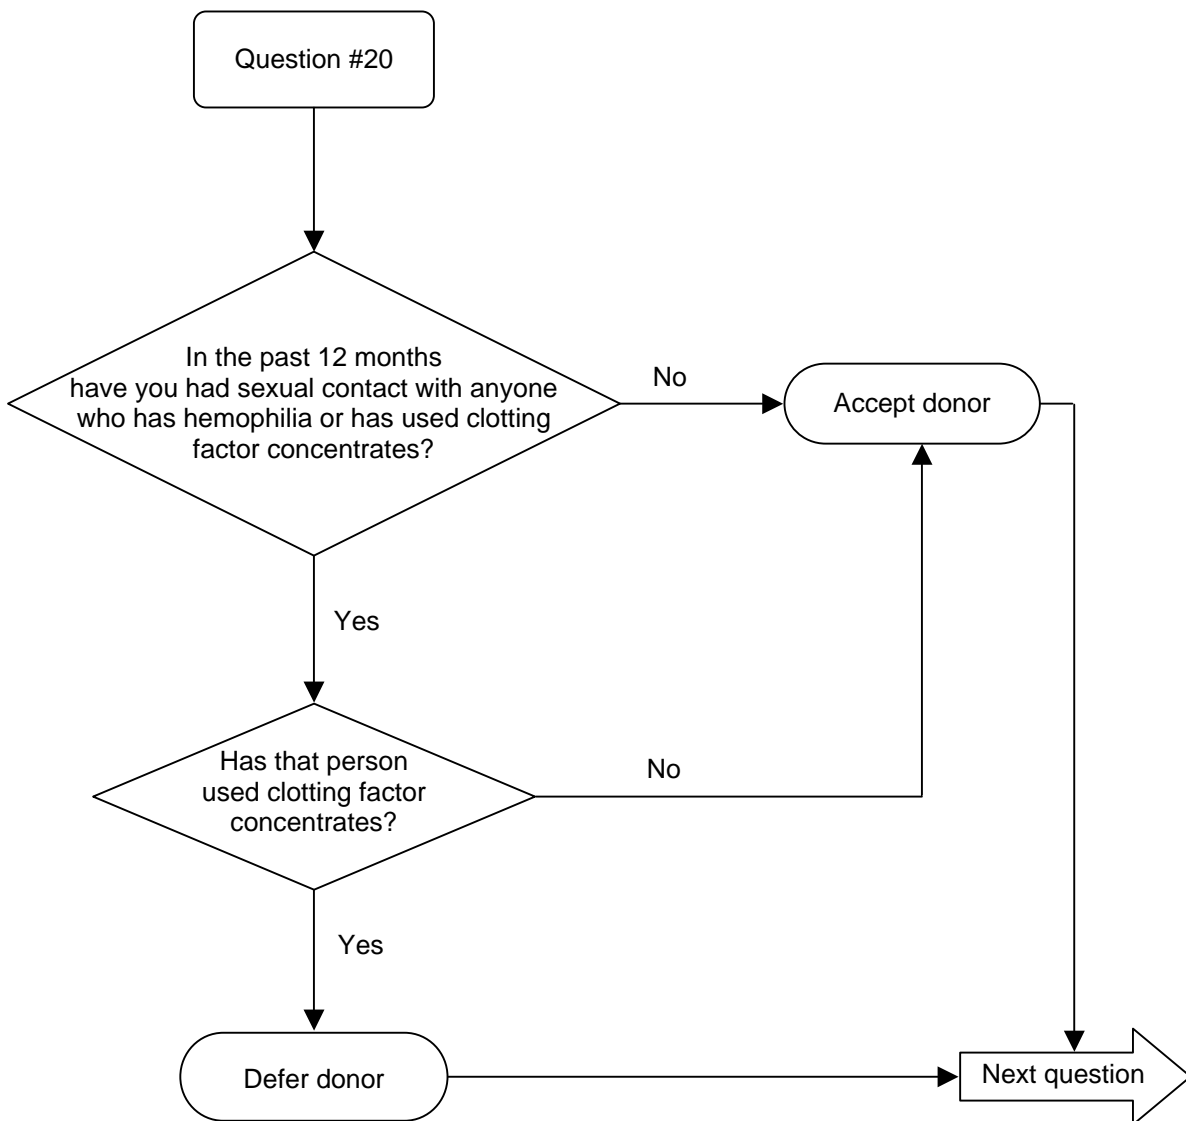 Question #20
In the past 12 months
have you had sexual contact with anyone
who has hemophilia or has used clotting
factor concentrates?
No
Accept donor
Yes
Has that person
used clotting factor
concentrates?
No
Yes
Defer donor
Next question